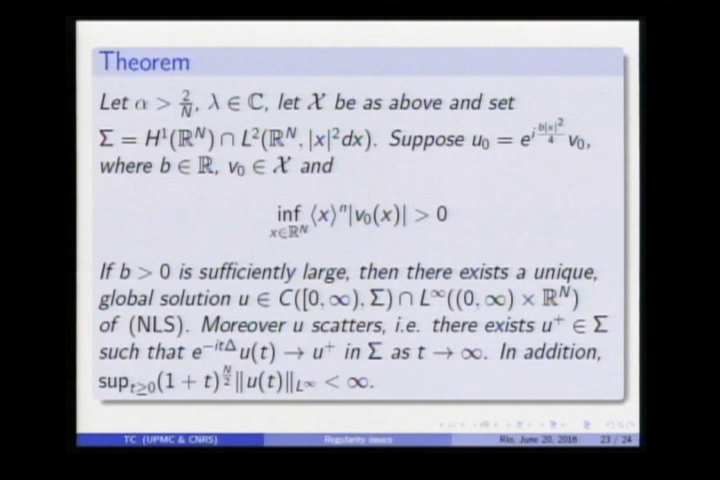 Theorem
Let α > 2/N, λ ∈ ℂ, let 𝒳 be as above and set
Σ = H¹(ℝᴺ) ∩ L²(ℝᴺ, |x|²dx). Suppose u₀ = e^{i b|x|²/4} v₀,
where b ∈ ℝ, v₀ ∈ 𝒳 and
inf_{x∈ℝᴺ} ⟨x⟩ⁿ|v₀(x)| > 0
If b > 0 is sufficiently large, then there exists a unique,
global solution u ∈ C([0, ∞), Σ) ∩ L^∞((0, ∞) × ℝᴺ)
of (NLS). Moreover u scatters, i.e. there exists u⁺ ∈ Σ
such that e^{−itΔ}u(t) → u⁺ in Σ as t → ∞. In addition,
sup_{t≥0}(1 + t)^{N/2}‖u(t)‖_{L^∞} < ∞.
TC (UPMC & CNRS) Regularity issues Rio, June 20, 2016 23 / 24